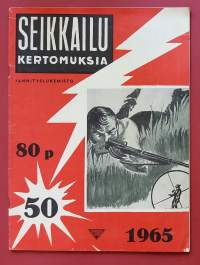 SEIKKAILU
KERTOMUKSIA
JÄNNITYSLUKEMISTO
80 p
50
1965